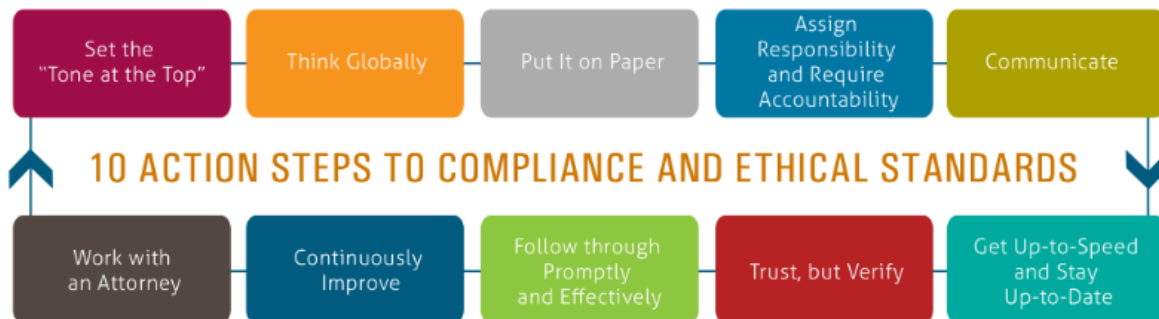 Set the
“Tone at the Top”
Think Globally
Put It on Paper
Assign
Responsibility
and Require
Accountability
Communicate
10 ACTION STEPS TO COMPLIANCE AND ETHICAL STANDARDS
Work with
an Attorney
Continuously
Improve
Follow through
Promptly
and Effectively
Trust, but Verify
Get Up-to-Speed
and Stay
Up-to-Date